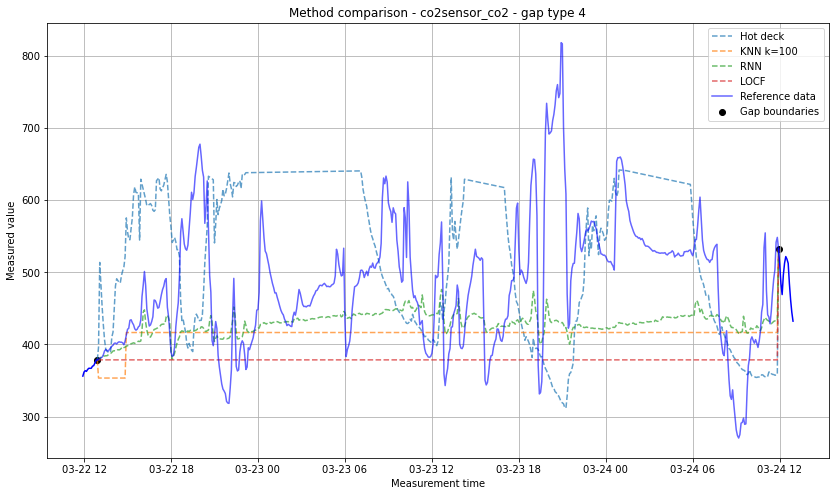 Method comparison - co2sensor_co2 - gap type 4
Hot deck
KNN k=100
RNN
LOCF
Reference data
Gap boundaries
Measured value
800
700
600
500
400
300
03-22 12
03-22 18
03-23 00
03-23 06
03-23 12
03-23 18
03-24 00
03-24 06
03-24 12
Measurement time